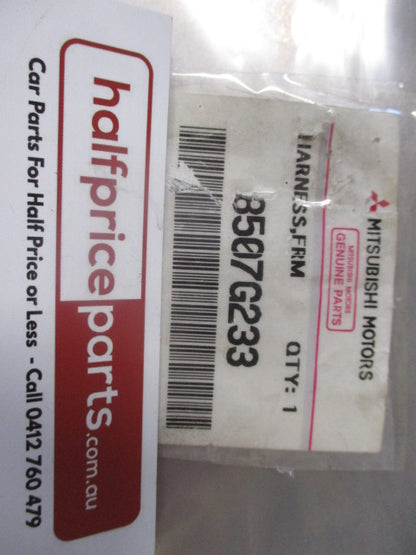 halfpriceparts.com.au
Car Parts For Half Price or Less - Call 0412 760 479
MITSUBISHI MOTORS
MITSUBISHI MOTORS
GENUINE PARTS
HARNESS,FRM QTY: 1
8507G233